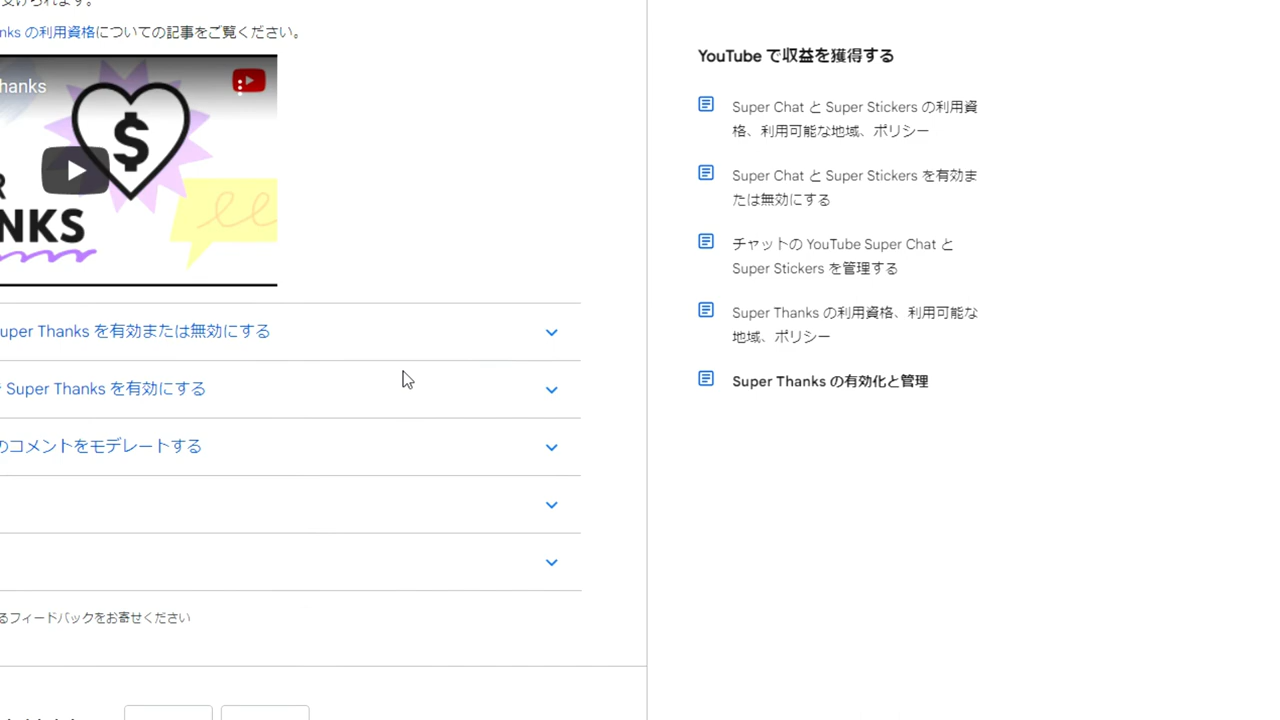 受けられます。
nks の利用資格についての記事をご覧ください。
hanks
R
NKS
uper Thanks を有効または無効にする
Super Thanks を有効にする
のコメントをモデレートする
るフィードバックをお寄せください
YouTube で収益を獲得する
Super Chat と Super Stickers の利用資
格、利用可能な地域、ポリシー
Super Chat と Super Stickers を有効ま
たは無効にする
チャットの YouTube Super Chat と
Super Stickers を管理する
Super Thanks の利用資格、利用可能な
地域、ポリシー
Super Thanks の有効化と管理